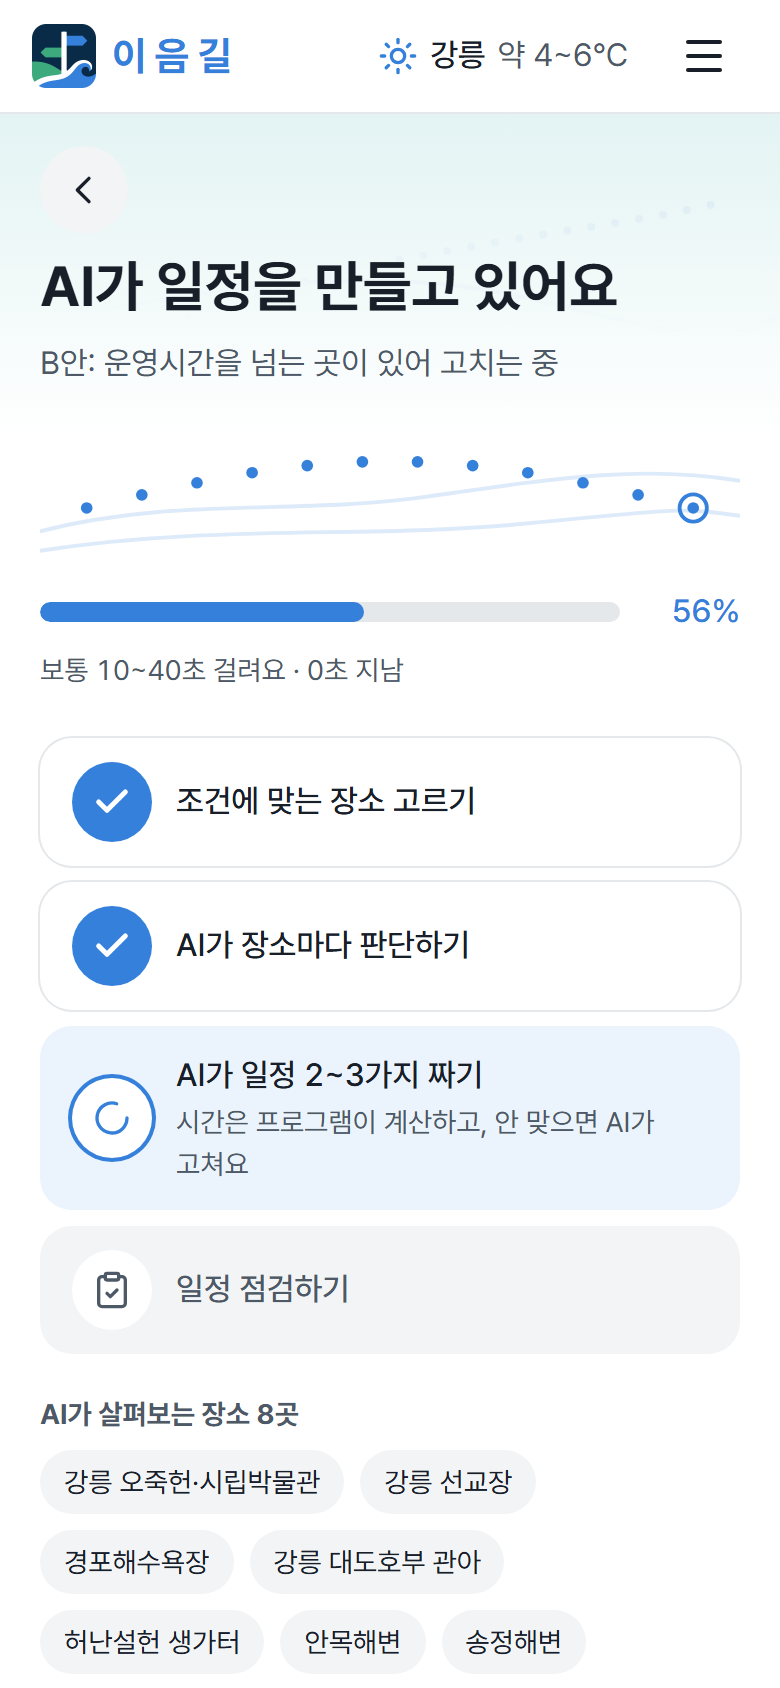 이음길
강릉 약 4~6°C
AI가 일정을 만들고 있어요
B안: 운영시간을 넘는 곳이 있어 고치는 중
56%
보통 10~40초 걸려요 · 0초 지남
조건에 맞는 장소 고르기
AI가 장소마다 판단하기
AI가 일정 2~3가지 짜기
시간은 프로그램이 계산하고, 안 맞으면 AI가
고쳐요
일정 점검하기
AI가 살펴보는 장소 8곳
강릉 오죽헌·시립박물관 강릉 선교장
경포해수욕장 강릉 대도호부 관아
허난설헌 생가터 안목해변 송정해변